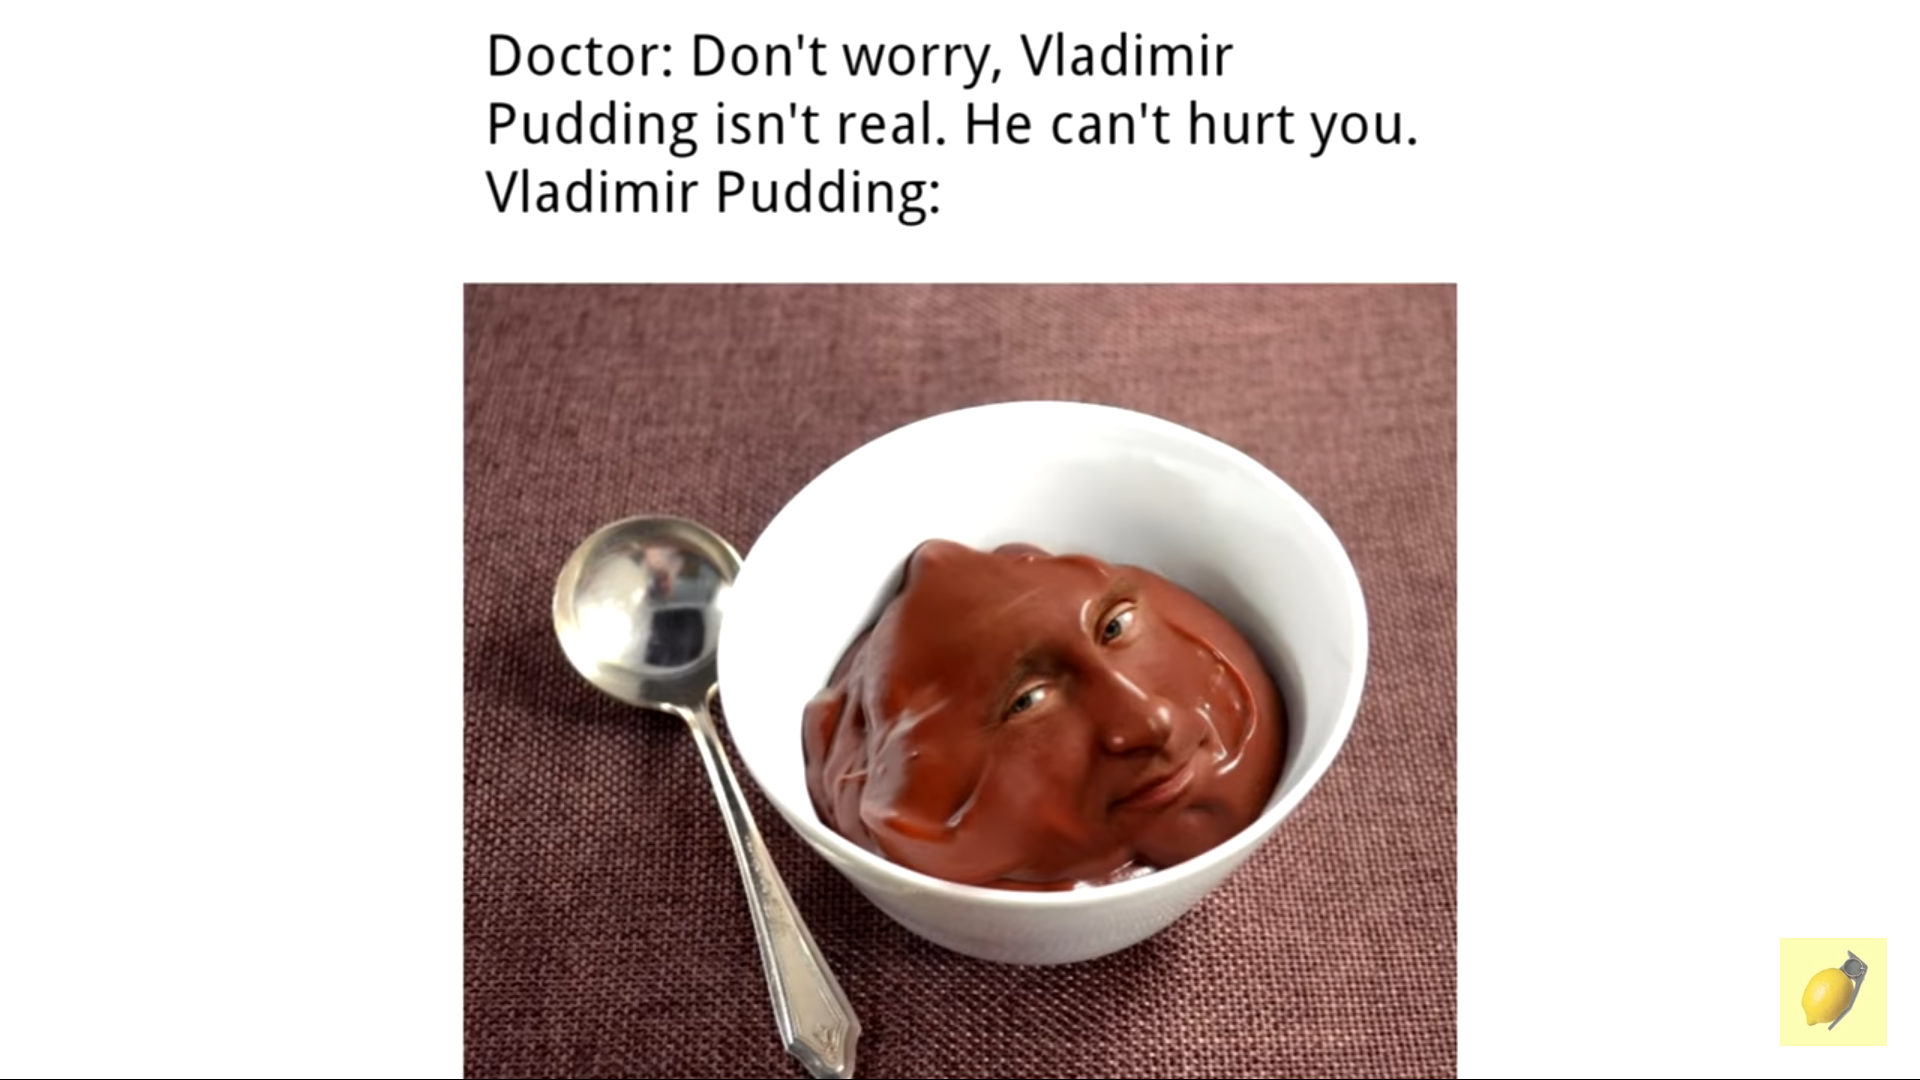 Doctor: Don't worry, Vladimir
Pudding isn't real. He can't hurt you.
Vladimir Pudding: